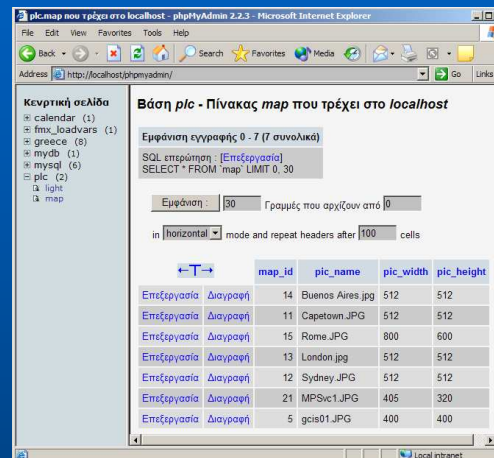 plc.map που τρέχει στο localhost - phpMyAdmin 2.2.3 - Microsoft Internet Explorer
File Edit View Favorites Tools Help
Back Search Favorites Media
Address http://localhost/phpmyadmin/ Go Links
Κεντρική σελίδα
calendar (1)
fmx_loadvars (1)
greece (8)
mydb (1)
mysql (6)
plc (2)
light
map
Βάση plc - Πίνακας map που τρέχει στο localhost
Εμφάνιση εγγραφής 0 - 7 (7 συνολικά)
SQL επερώτηση : [Επεξεργασία]
SELECT * FROM `map` LIMIT 0, 30
Εμφάνιση : 30 Γραμμές που αρχίζουν από 0
in horizontal mode and repeat headers after 100 cells
←T→ map_id pic_name pic_width pic_height
Επεξεργασία Διαγραφή 14 Buenos Aires.jpg 512 512
Επεξεργασία Διαγραφή 11 Capetown.JPG 512 512
Επεξεργασία Διαγραφή 15 Rome.JPG 800 600
Επεξεργασία Διαγραφή 13 London.jpg 512 512
Επεξεργασία Διαγραφή 12 Sydney.JPG 512 512
Επεξεργασία Διαγραφή 21 MPSvc1.JPG 405 320
Επεξεργασία Διαγραφή 5 gcis01.JPG 400 400
Local intranet